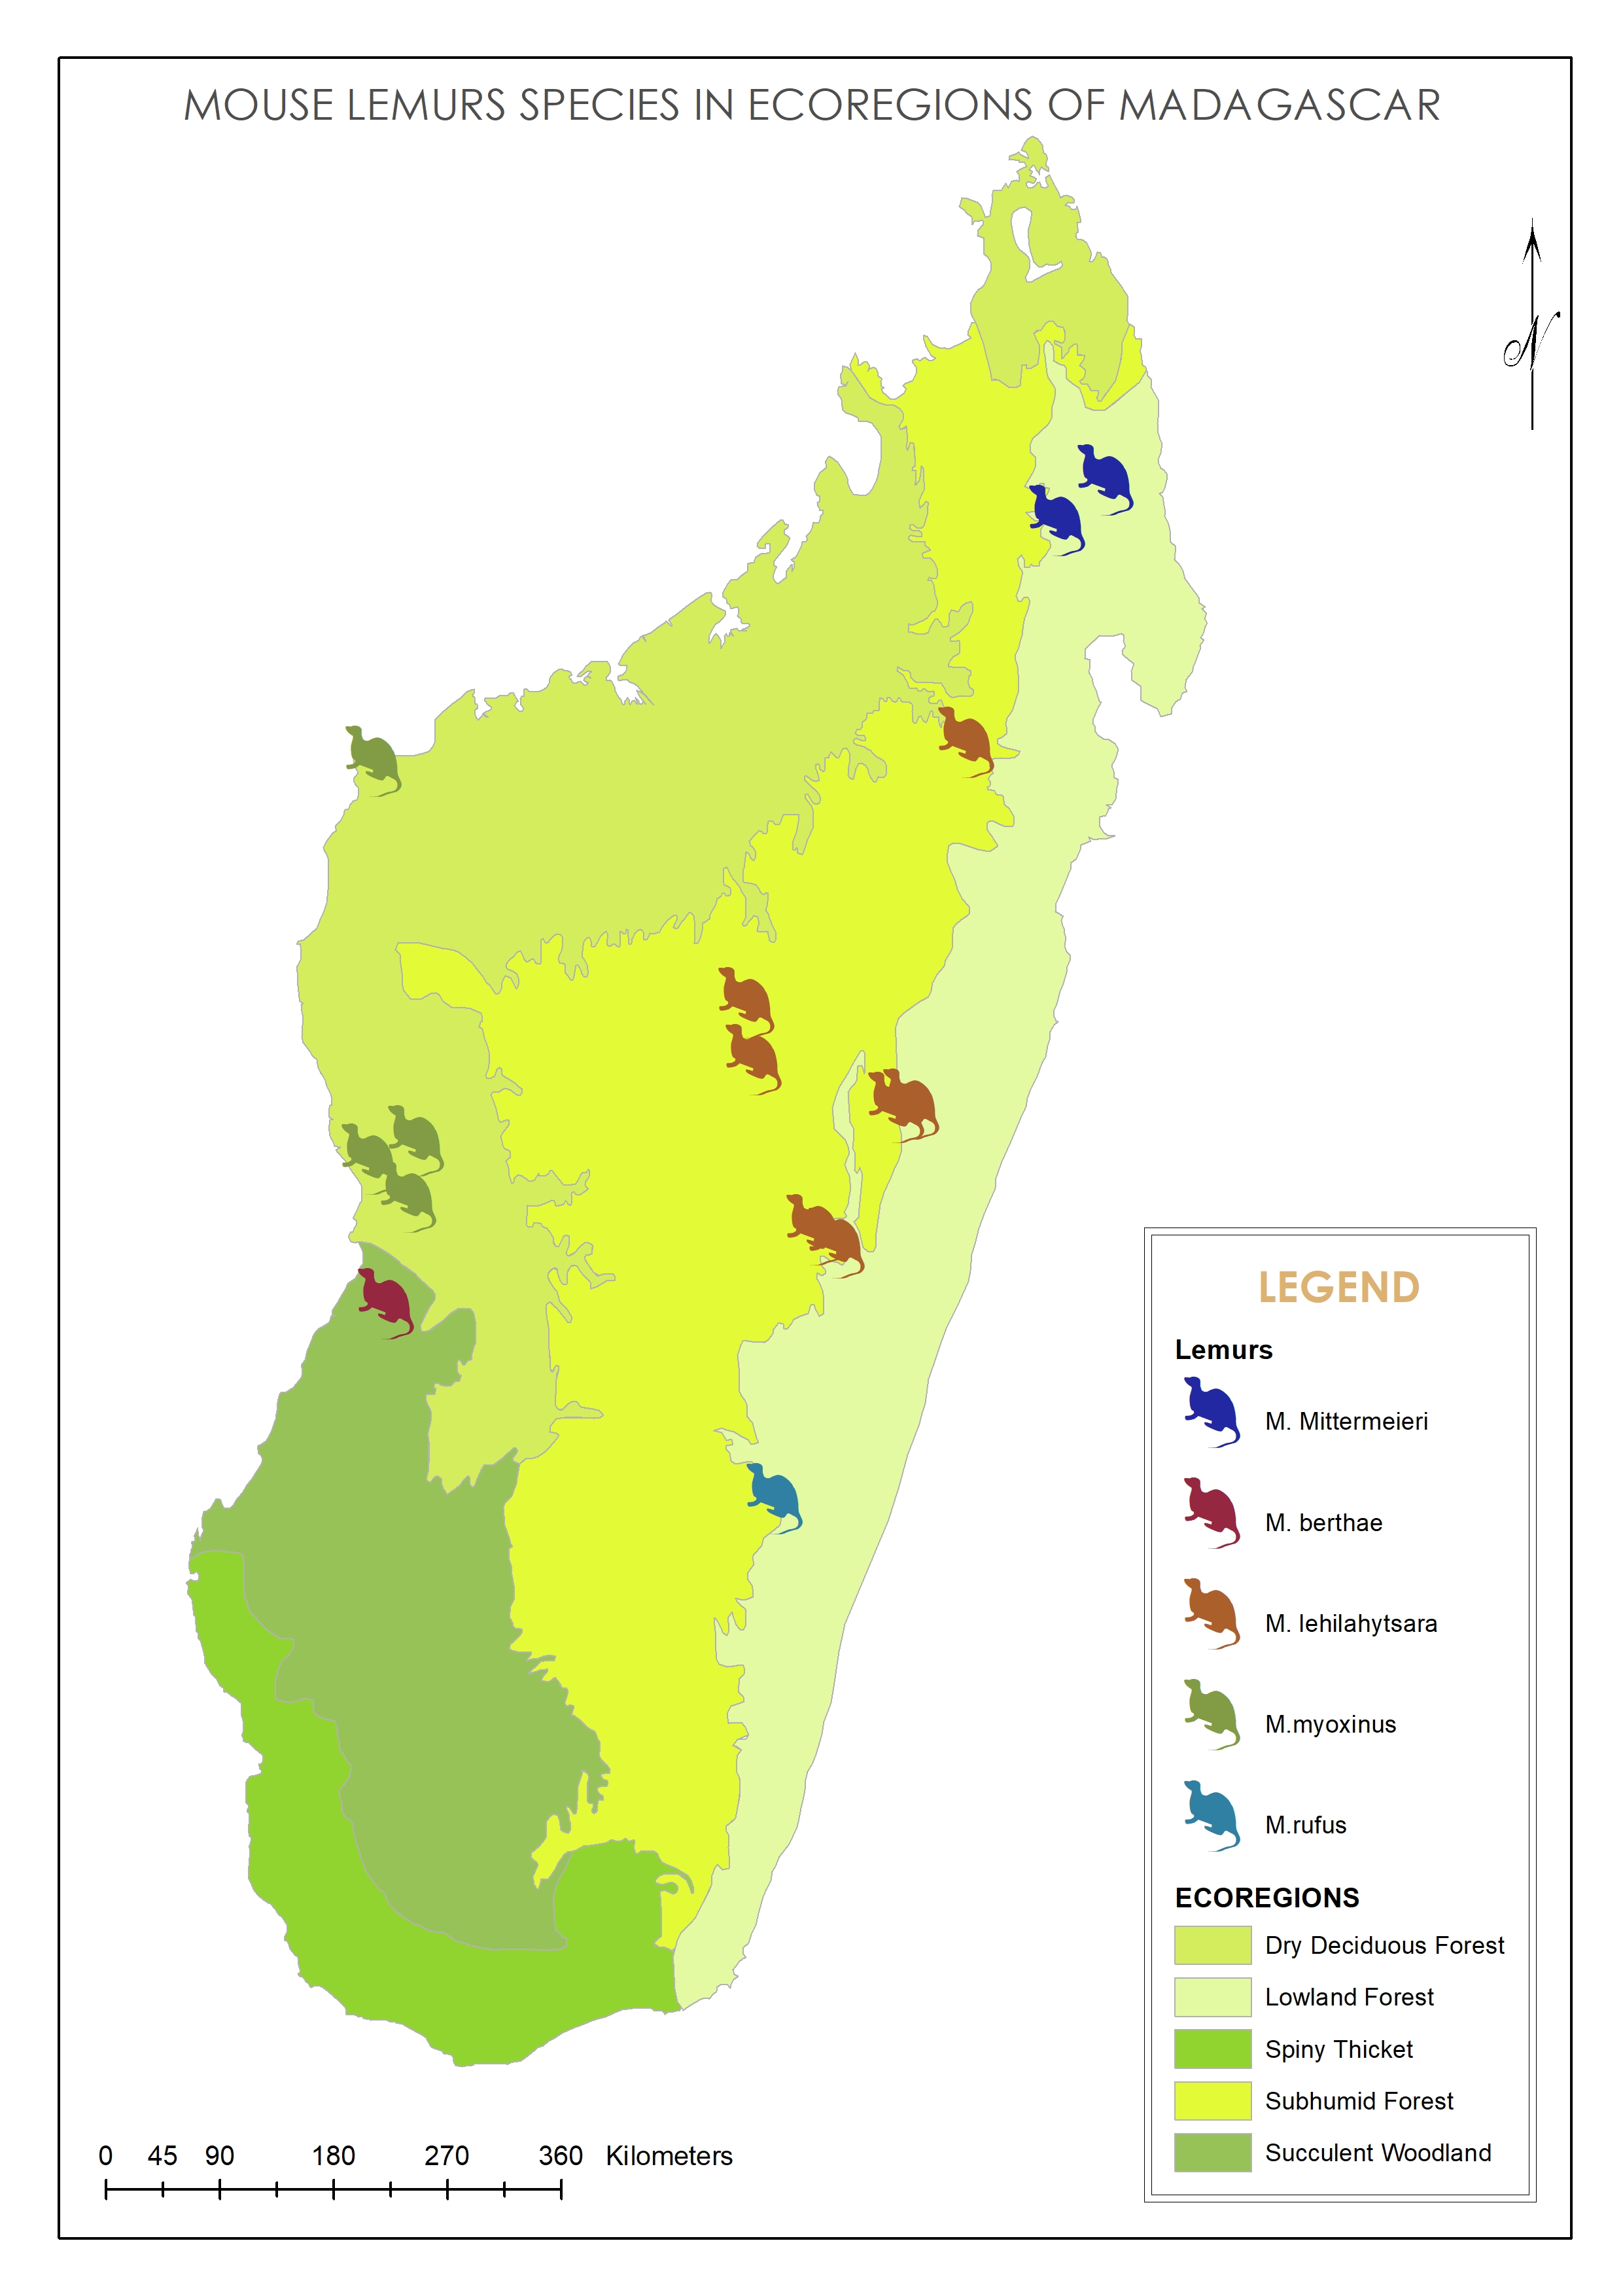 MOUSE LEMURS SPECIES IN ECOREGIONS OF MADAGASCAR
N
LEGEND
Lemurs
M. Mittermeieri
M. berthae
M. lehilahytsara
M.myoxinus
M.rufus
ECOREGIONS
Dry Deciduous Forest
Lowland Forest
Spiny Thicket
Subhumid Forest
Succulent Woodland
0 45 90 180 270 360 Kilometers